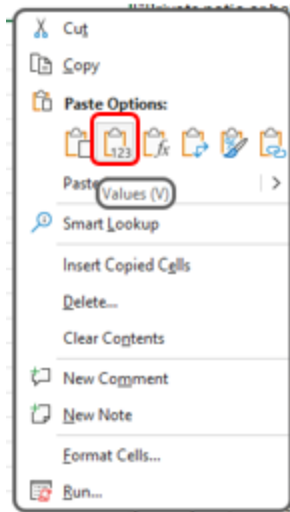 Cut
Copy
Paste Options:
123 fx
Paste
Values (V)
Smart Lookup
Insert Copied Cells
Delete...
Clear Contents
New Comment
New Note
Format Cells...
Run...